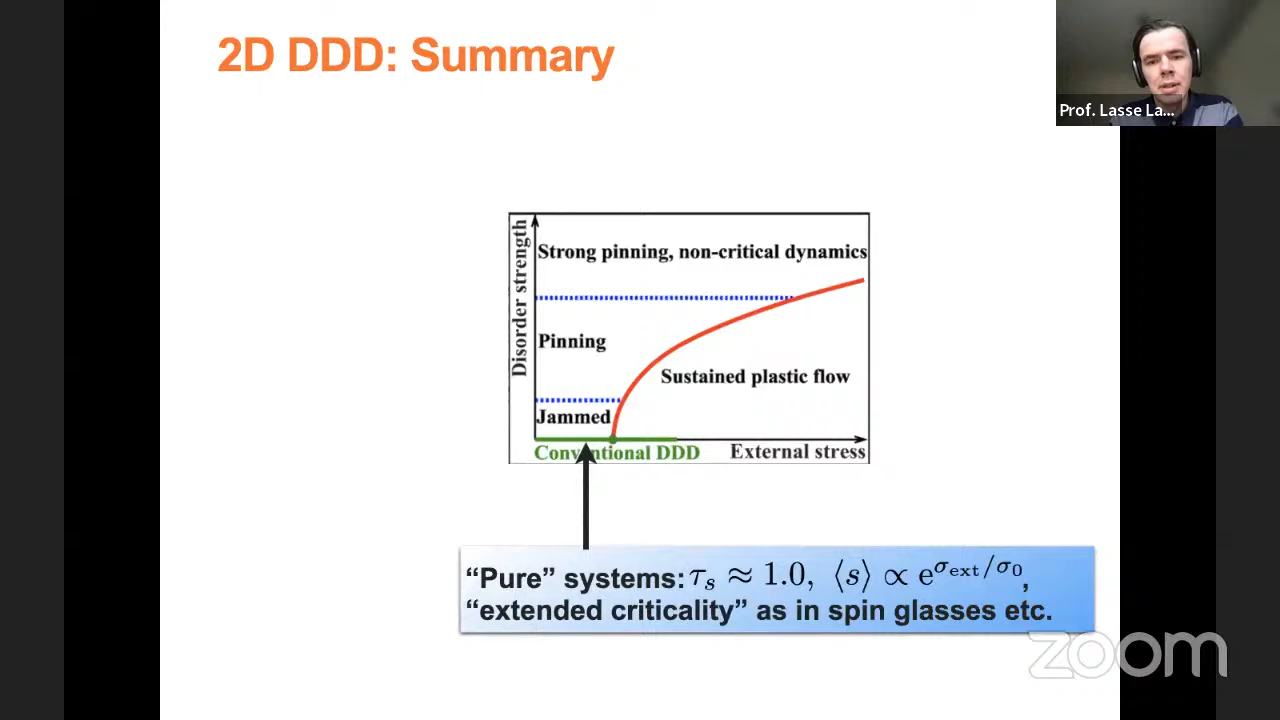 2D DDD: Summary
Prof. Lasse La...
Disorder strength
Strong pinning, non-critical dynamics
Pinning
Sustained plastic flow
Jammed
Conventional DDD
External stress
“Pure” systems: τₛ ≈ 1.0, ⟨s⟩ ∝ e^{σ_ext/σ_0},
“extended criticality” as in spin glasses etc.
zoom